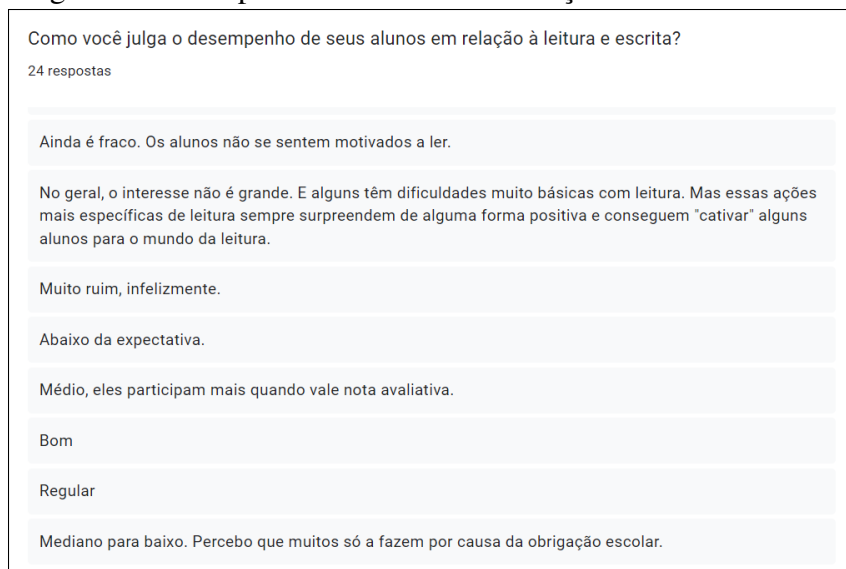 Como você julga o desempenho de seus alunos em relação à leitura e escrita?
24 respostas
Ainda é fraco. Os alunos não se sentem motivados a ler.
No geral, o interesse não é grande. E alguns têm dificuldades muito básicas com leitura. Mas essas ações
mais específicas de leitura sempre surpreendem de alguma forma positiva e conseguem "cativar" alguns
alunos para o mundo da leitura.
Muito ruim, infelizmente.
Abaixo da expectativa.
Médio, eles participam mais quando vale nota avaliativa.
Bom
Regular
Mediano para baixo. Percebo que muitos só a fazem por causa da obrigação escolar.